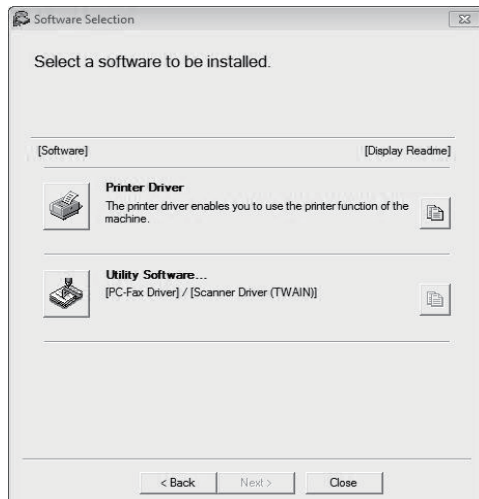 Software Selection
Select a software to be installed.
[Software]
[Display Readme]
Printer Driver
The printer driver enables you to use the printer function of the
machine.
Utility Software...
[PC-Fax Driver] / [Scanner Driver (TWAIN)]
< Back
Next >
Close